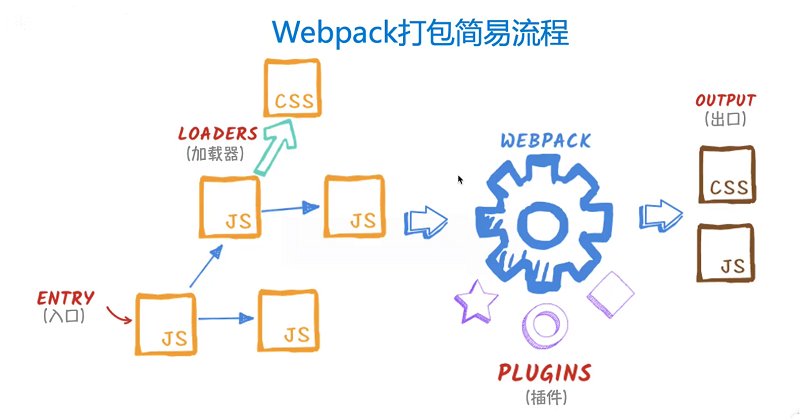 Webpack打包简易流程
CSS
LOADERS
(加载器)
JS
JS
ENTRY
(入口)
JS
JS
WEBPACK
PLUGINS
(插件)
OUTPUT
(出口)
CSS
JS